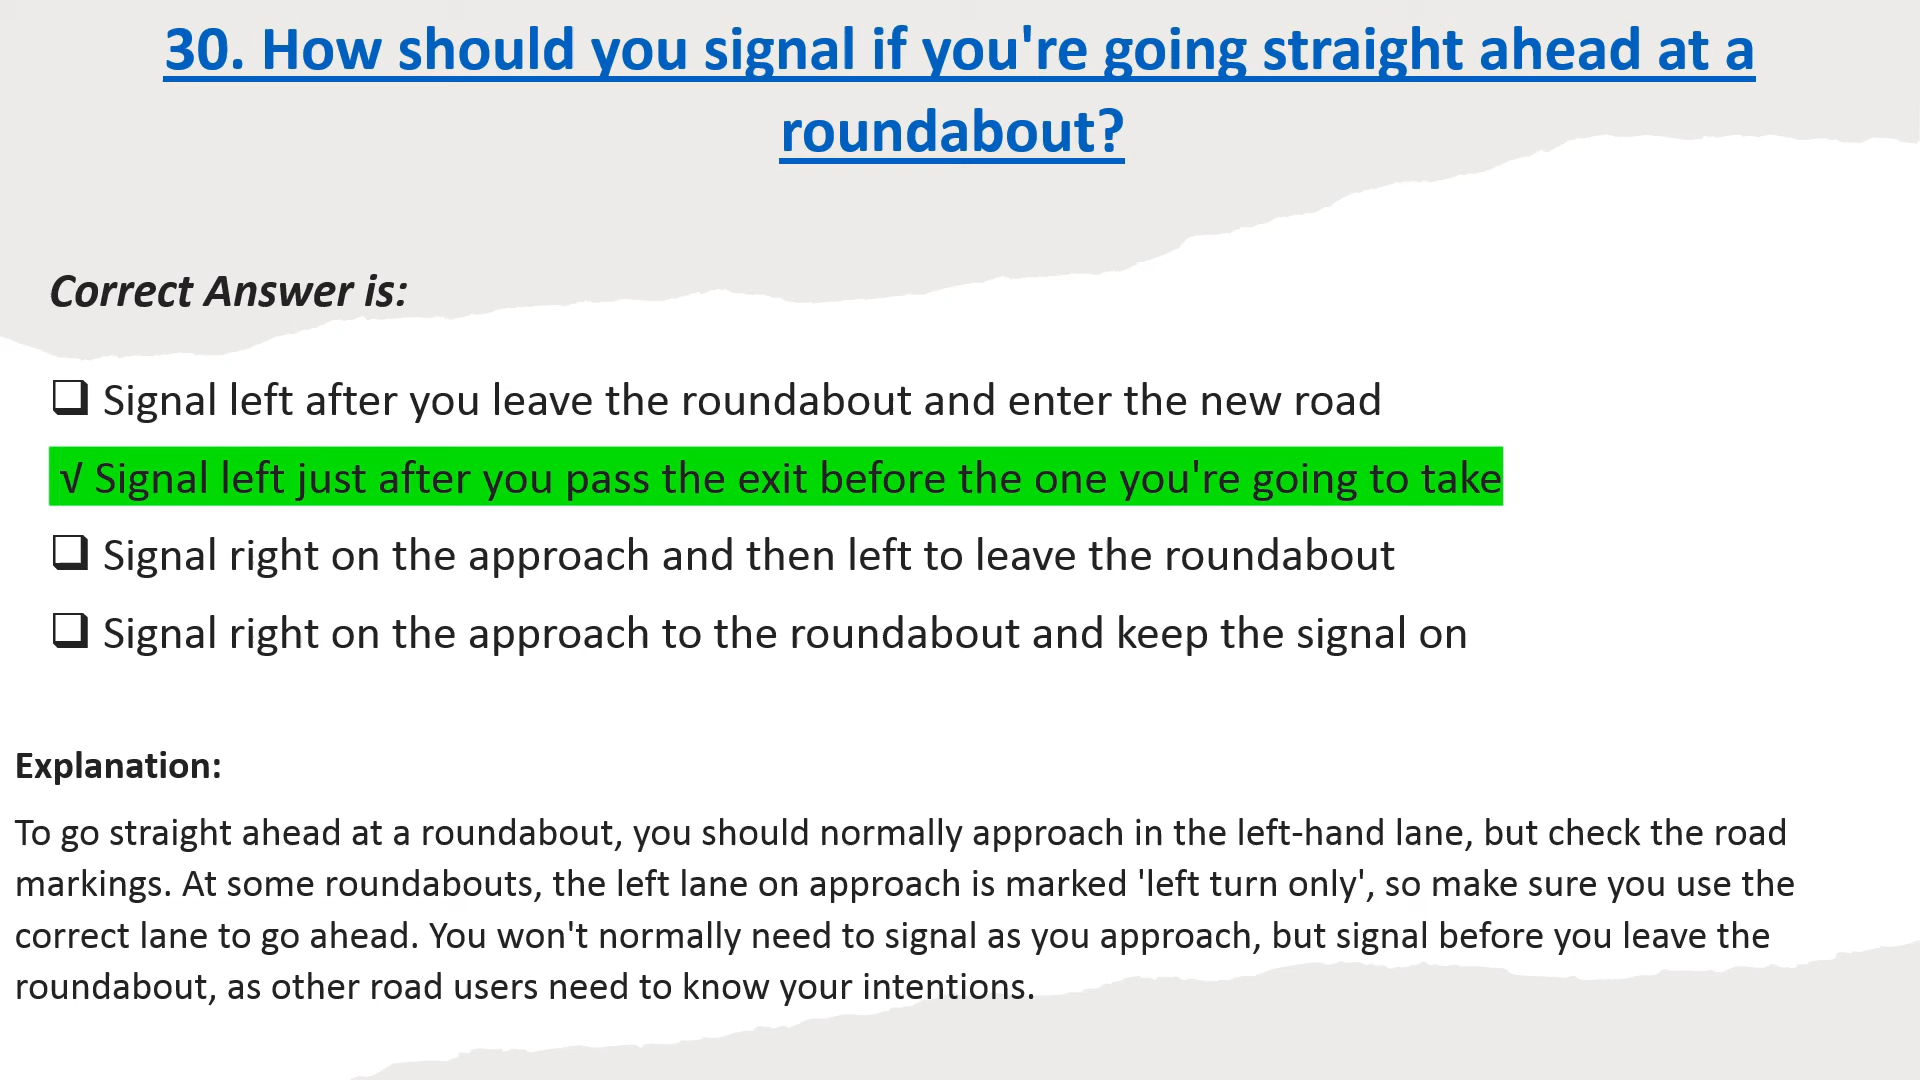 30. How should you signal if you're going straight ahead at a
roundabout?
Correct Answer is:
❑ Signal left after you leave the roundabout and enter the new road
√ Signal left just after you pass the exit before the one you're going to take
❑ Signal right on the approach and then left to leave the roundabout
❑ Signal right on the approach to the roundabout and keep the signal on
Explanation:
To go straight ahead at a roundabout, you should normally approach in the left-hand lane, but check the road
markings. At some roundabouts, the left lane on approach is marked 'left turn only', so make sure you use the
correct lane to go ahead. You won't normally need to signal as you approach, but signal before you leave the
roundabout, as other road users need to know your intentions.